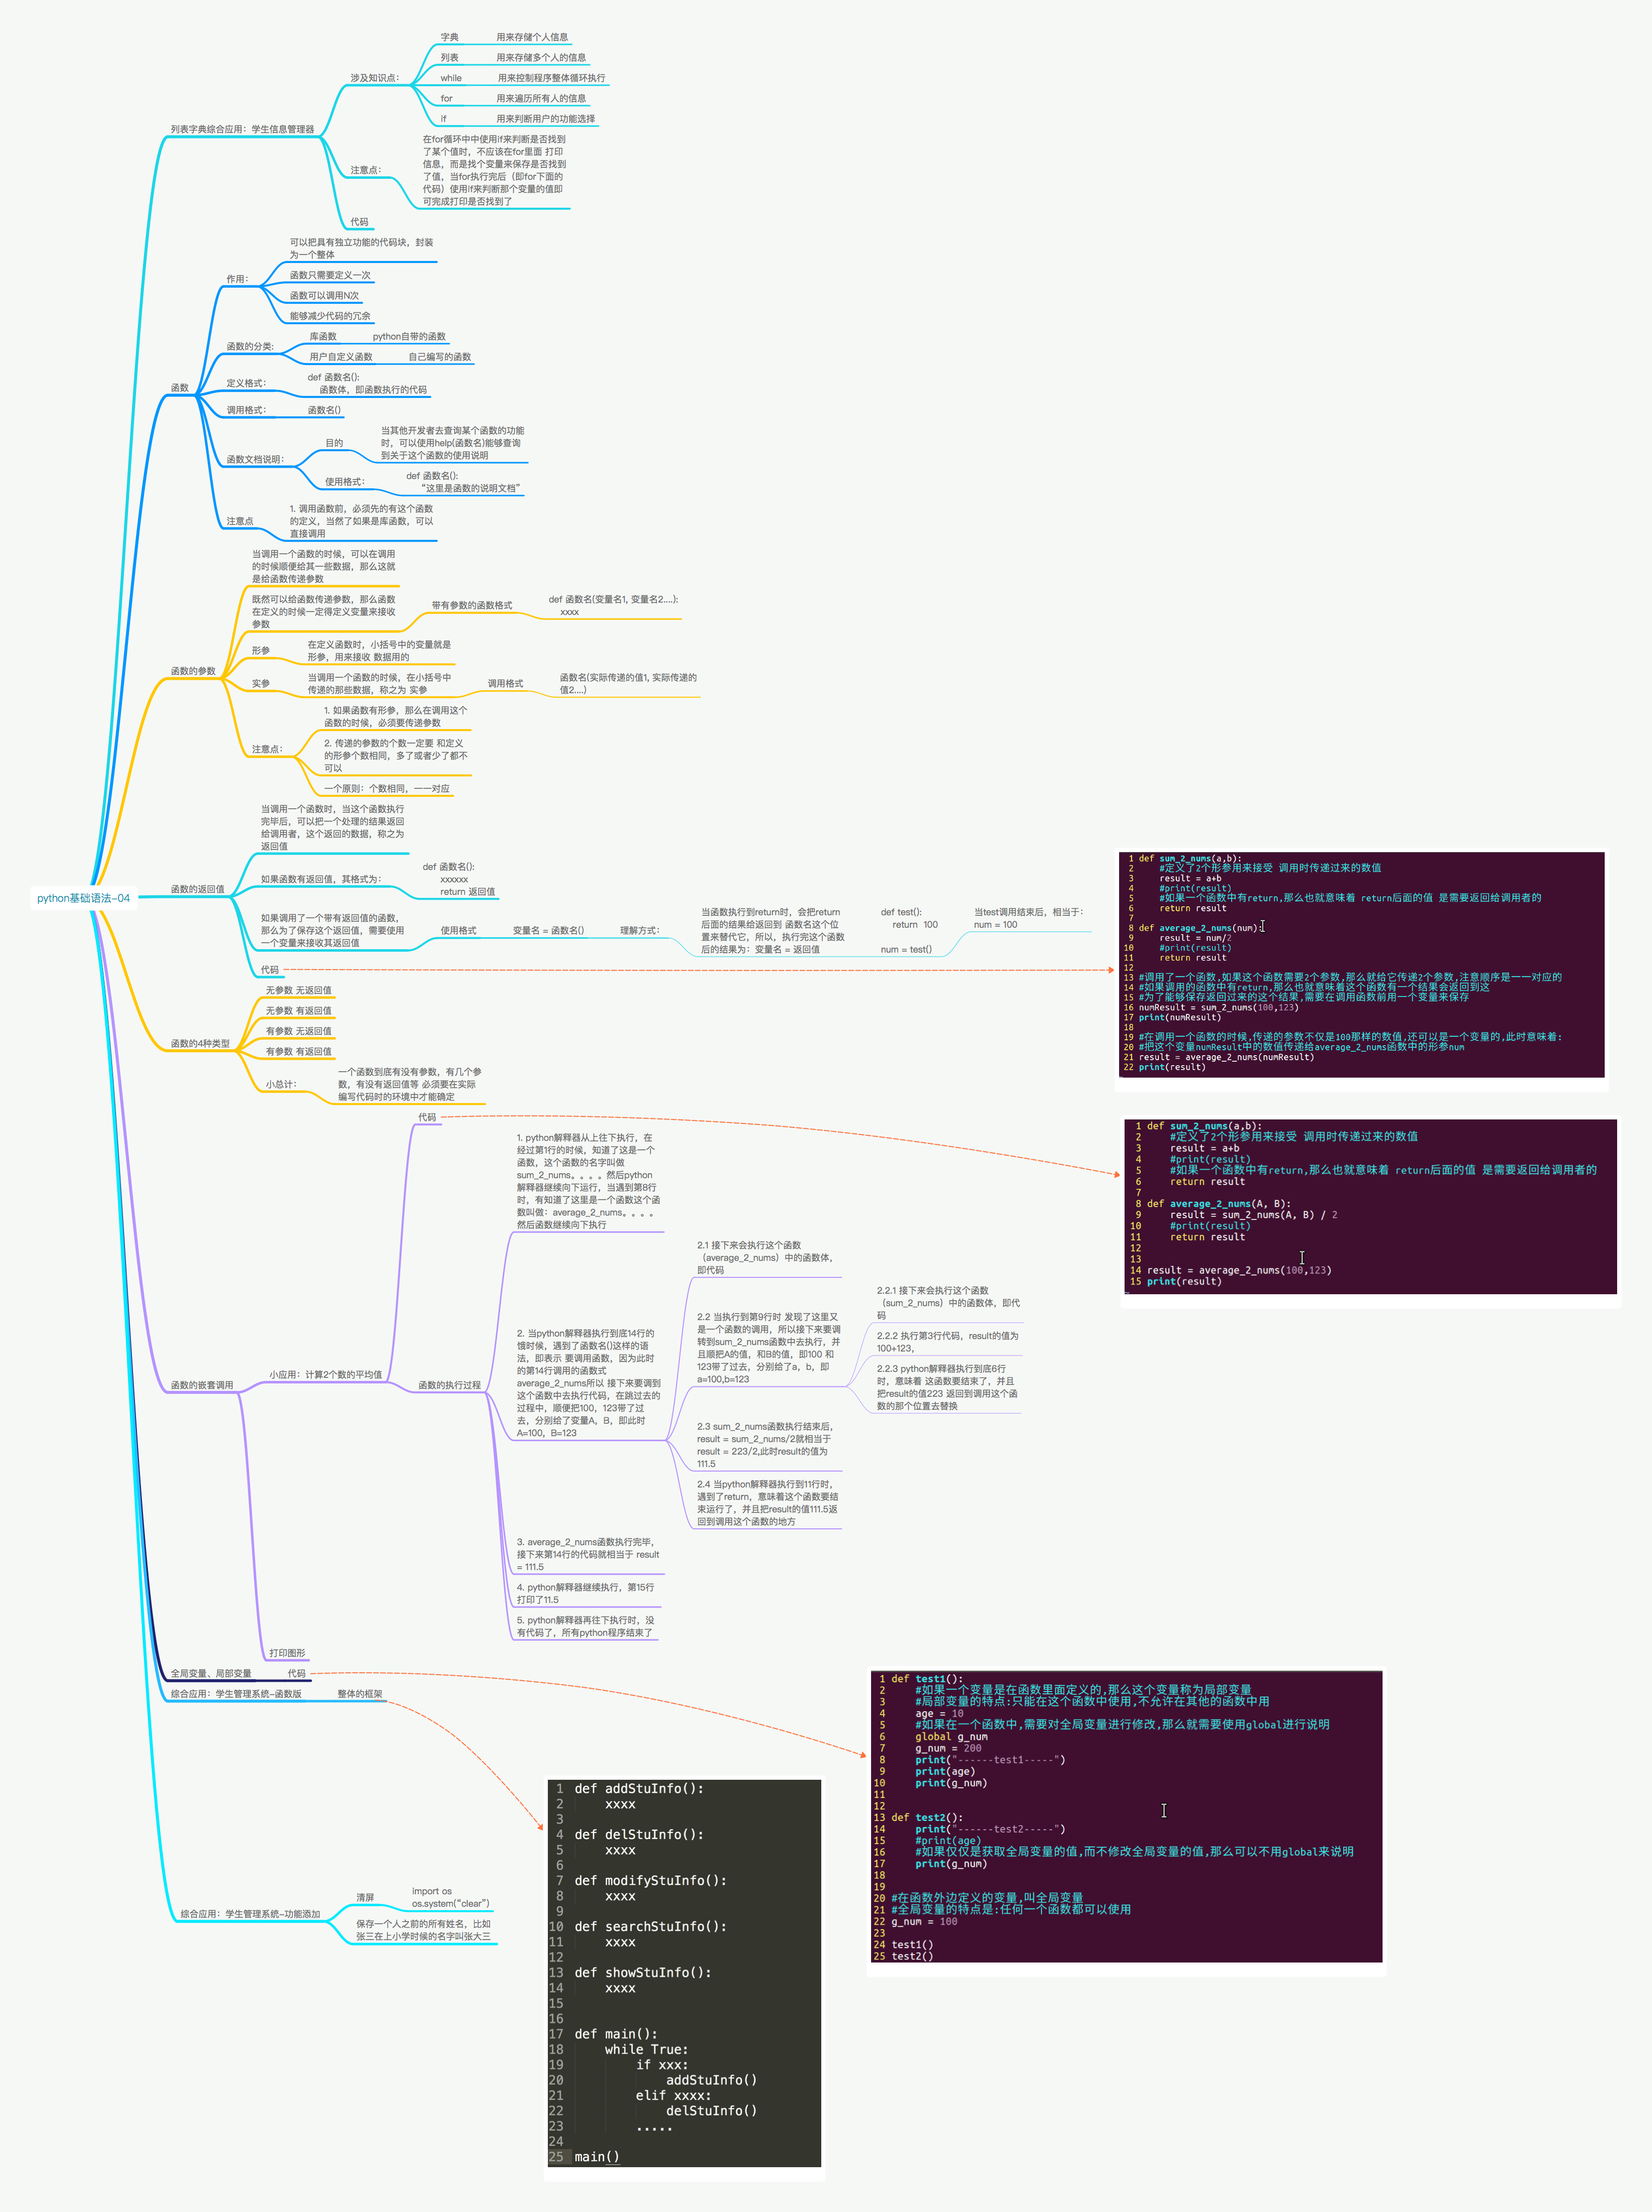 python基础语法-04
列表字典综合应用：学生信息管理器
涉及知识点：
字典
用来存储个人信息
列表
用来存储多个人的信息
while
用来控制程序整体循环执行
for
用来遍历所有人的信息
if
用来判断用户的功能选择
注意点：
在for循环中中使用if来判断是否找到
了某个值时，不应该在for里面 打印
信息，而是找个变量来保存是否找到
了值，当for执行完后（即for下面的
代码）使用if来判断那个变量的值即
可完成打印是否找到了
代码
函数
作用：
可以把具有独立功能的代码块，封装
为一个整体
函数只需要定义一次
函数可以调用N次
能够减少代码的冗余
函数的分类:
库函数
python自带的函数
用户自定义函数
自己编写的函数
定义格式：
def 函数名():
函数体，即函数执行的代码
调用格式：
函数名()
函数文档说明：
目的
当其他开发者去查询某个函数的功能
时，可以使用help(函数名)能够查询
到关于这个函数的使用说明
使用格式：
def 函数名():
“这里是函数的说明文档”
注意点
1. 调用函数前，必须先的有这个函数
的定义，当然了如果是库函数，可以
直接调用
函数的参数
当调用一个函数的时候，可以在调用
的时候顺便给其一些数据，那么这就
是给函数传递参数
既然可以给函数传递参数，那么函数
在定义的时候一定得定义变量来接收
参数
带有参数的函数格式
def 函数名(变量名1, 变量名2....):
xxxx
形参
在定义函数时，小括号中的变量就是
形参，用来接收 数据用的
实参
当调用一个函数的时候，在小括号中
传递的那些数据，称之为 实参
调用格式
函数名(实际传递的值1, 实际传递的
值2....)
注意点：
1. 如果函数有形参，那么在调用这个
函数的时候，必须要传递参数
2. 传递的参数的个数一定要 和定义
的形参个数相同，多了或者少了都不
可以
一个原则：个数相同，一一对应
函数的返回值
当调用一个函数时，当这个函数执行
完毕后，可以把一个处理的结果返回
给调用者，这个返回的数据，称之为
返回值
如果函数有返回值，其格式为：
def 函数名():
xxxxxx
return 返回值
如果调用了一个带有返回值的函数，
那么为了保存这个返回值，需要使用
一个变量来接收其返回值
使用格式
变量名 = 函数名()
理解方式：
当函数执行到return时，会把return
后面的结果给返回到 函数名这个位
置来替代它，所以，执行完这个函数
后的结果为：变量名 = 返回值
def test():
return  100
num = test()
当test调用结束后，相当于：
num = 100
代码
1 def sum_2_nums(a,b):
2     #定义了2个形参用来接受 调用时传递过来的数值
3     result = a+b
4     #print(result)
5     #如果一个函数中有return,那么也就意味着 return后面的值 是需要返回给调用者的
6     return result
7
8 def average_2_nums(num):
9     result = num/2
10     #print(result)
11     return result
12
13 #调用了一个函数,如果这个函数需要2个参数,那么就给它传递2个参数,注意顺序是一一对应的
14 #如果调用的函数中有return,那么也就意味着这个函数有一个结果会返回到这
15 #为了能够保存返回过来的这个结果,需要在调用函数前用一个变量来保存
16 numResult = sum_2_nums(100,123)
17 print(numResult)
18
19 #在调用一个函数的时候,传递的参数不仅是100那样的数值,还可以是一个变量的,此时意味着:
20 #把这个变量numResult中的数值传递给average_2_nums函数中的形参num
21 result = average_2_nums(numResult)
22 print(result)
函数的4种类型
无参数 无返回值
无参数 有返回值
有参数 无返回值
有参数 有返回值
小总计：
一个函数到底有没有参数，有几个参
数，有没有返回值等 必须要在实际
编写代码时的环境中才能确定
函数的嵌套调用
小应用：计算2个数的平均值
代码
1 def sum_2_nums(a,b):
2     #定义了2个形参用来接受 调用时传递过来的数值
3     result = a+b
4     #print(result)
5     #如果一个函数中有return,那么也就意味着 return后面的值 是需要返回给调用者的
6     return result
7
8 def average_2_nums(A, B):
9     result = sum_2_nums(A, B) / 2
10     #print(result)
11     return result
12
13
14 result = average_2_nums(100,123)
15 print(result)
函数的执行过程
1. python解释器从上往下执行，在
经过第1行的时候，知道了这是一个
函数，这个函数的名字叫做
sum_2_nums。。。。然后python
解释器继续向下运行，当遇到第8行
时，有知道了这里是一个函数这个函
数叫做：average_2_nums。。。。
然后函数继续向下执行
2. 当python解释器执行到底14行的
饿时候，遇到了函数名()这样的语
法，即表示 要调用函数，因为此时
的第14行调用的函数式
average_2_nums所以 接下来要调到
这个函数中去执行代码，在跳过去的
过程中，顺便把100，123带了过
去，分别给了变量A，B，即此时
A=100，B=123
2.1 接下来会执行这个函数
（average_2_nums）中的函数体，
即代码
2.2 当执行到第9行时 发现了这里又
是一个函数的调用，所以接下来要调
转到sum_2_nums函数中去执行，并
且顺把A的值，和B的值，即100 和
123带了过去，分别给了a，b，即
a=100,b=123
2.2.1 接下来会执行这个函数
（sum_2_nums）中的函数体，即代
码
2.2.2 执行第3行代码，result的值为
100+123,
2.2.3 python解释器执行到底6行
时，意味着 这函数要结束了，并且
把result的值223 返回到调用这个函
数的那个位置去替换
2.3 sum_2_nums函数执行结束后，
result = sum_2_nums/2就相当于
result = 223/2,此时result的值为
111.5
2.4 当python解释器执行到11行时，
遇到了return，意味着这个函数要结
束运行了，并且把result的值111.5返
回到调用这个函数的地方
3. average_2_nums函数执行完毕，
接下来第14行的代码就相当于 result
= 111.5
4. python解释器继续执行，第15行
打印了11.5
5. python解释器再往下执行时，没
有代码了，所有python程序结束了
打印图形
全局变量、局部变量
代码
1 def test1():
2     #如果一个变量是在函数里面定义的,那么这个变量称为局部变量
3     #局部变量的特点:只能在这个函数中使用,不允许在其他的函数中用
4     age = 10
5     #如果在一个函数中,需要对全局变量进行修改,那么就需要使用global进行说明
6     global g_num
7     g_num = 200
8     print("------test1-----")
9     print(age)
10     print(g_num)
11
12
13 def test2():
14     print("------test2-----")
15     #print(age)
16     #如果仅仅是获取全局变量的值,而不修改全局变量的值,那么可以不用global来说明
17     print(g_num)
18
19
20 #在函数外边定义的变量,叫全局变量
21 #全局变量的特点是:任何一个函数都可以使用
22 g_num = 100
23
24 test1()
25 test2()
综合应用：学生管理系统-函数版
整体的框架
1 def addStuInfo():
2     xxxx
3
4 def delStuInfo():
5     xxxx
6
7 def modifyStuInfo():
8     xxxx
9
10 def searchStuInfo():
11     xxxx
12
13 def showStuInfo():
14     xxxx
15
16
17 def main():
18     while True:
19         if xxx:
20             addStuInfo()
21         elif xxxx:
22             delStuInfo()
23         .....
24
25 main()
综合应用：学生管理系统-功能添加
清屏
import os
os.system(“clear”)
保存一个人之前的所有姓名，比如
张三在上小学时候的名字叫张大三